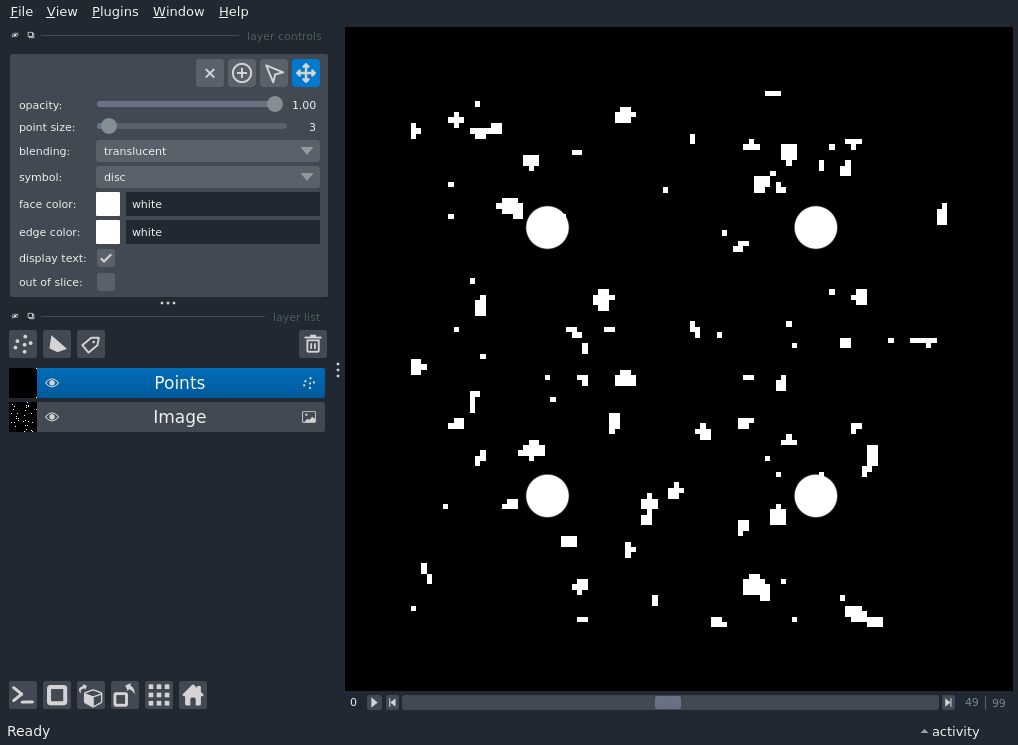 File View Plugins Window Help
layer controls
opacity: 1.00
point size: 3
blending: translucent
symbol: disc
face color: white
edge color: white
display text:
out of slice:
layer list
Points
Image
0 49 99
Ready activity